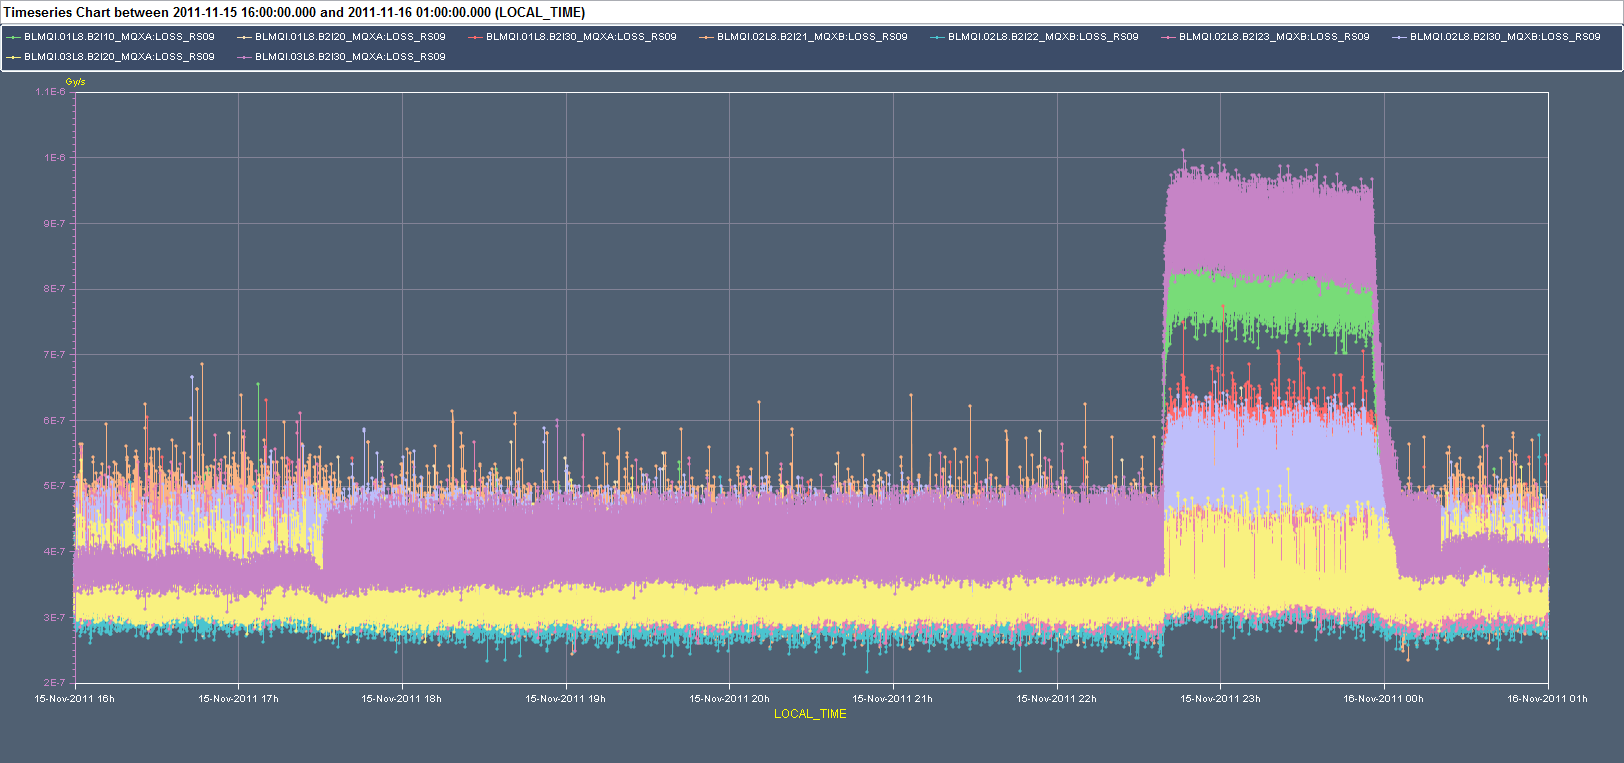 Timeseries Chart between 2011-11-15 16:00:00.000 and 2011-11-16 01:00:00.000 (LOCAL_TIME)
BLMQI.01L8.B2I10_MQXA:LOSS_RS09 BLMQI.01L8.B2I20_MQXA:LOSS_RS09 BLMQI.01L8.B2I30_MQXA:LOSS_RS09 BLMQI.02L8.B2I21_MQXB:LOSS_RS09 BLMQI.02L8.B2I22_MQXB:LOSS_RS09 BLMQI.02L8.B2I23_MQXB:LOSS_RS09 BLMQI.02L8.B2I30_MQXB:LOSS_RS09
BLMQI.03L8.B2I20_MQXA:LOSS_RS09 BLMQI.03L8.B2I30_MQXA:LOSS_RS09
Gy/s
1.1E-6
1E-6
9E-7
8E-7
7E-7
6E-7
5E-7
4E-7
3E-7
2E-7
15-Nov-2011 16h 15-Nov-2011 17h 15-Nov-2011 18h 15-Nov-2011 19h 15-Nov-2011 20h 15-Nov-2011 21h 15-Nov-2011 22h 15-Nov-2011 23h 16-Nov-2011 00h 16-Nov-2011 01h
LOCAL_TIME